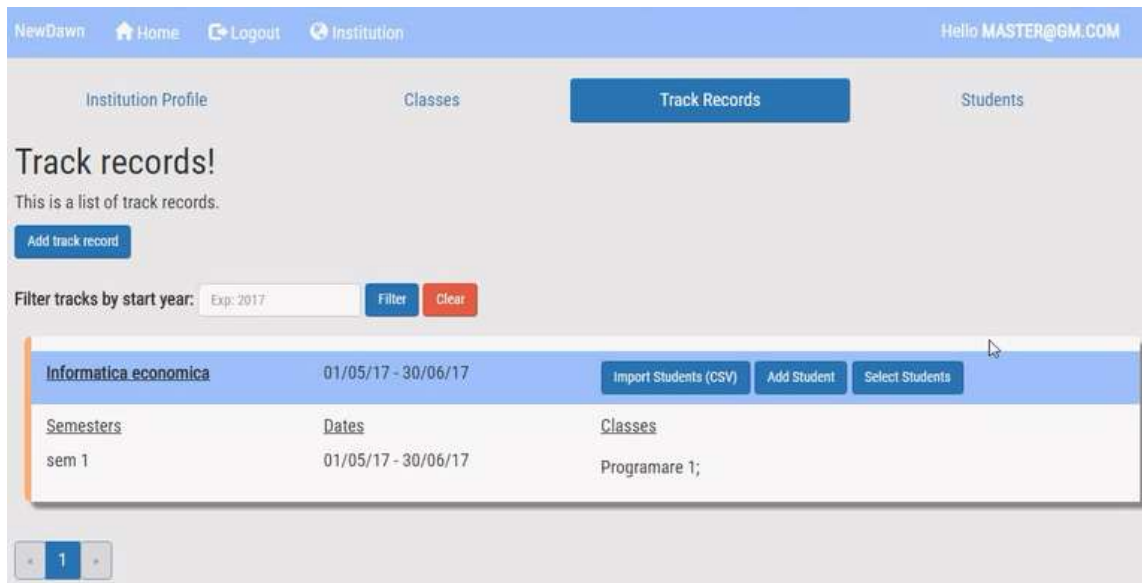 NewDawn Home Logout Institution Hello MASTER@GM.COM
Institution Profile Classes Track Records Students
Track records!
This is a list of track records.
Add track record
Filter tracks by start year: Exp: 2017 Filter Clear
Informatica economica 01/05/17 - 30/06/17 Import Students (CSV) Add Student Select Students
Semesters Dates Classes
sem 1 01/05/17 - 30/06/17 Programare 1;
« 1 »